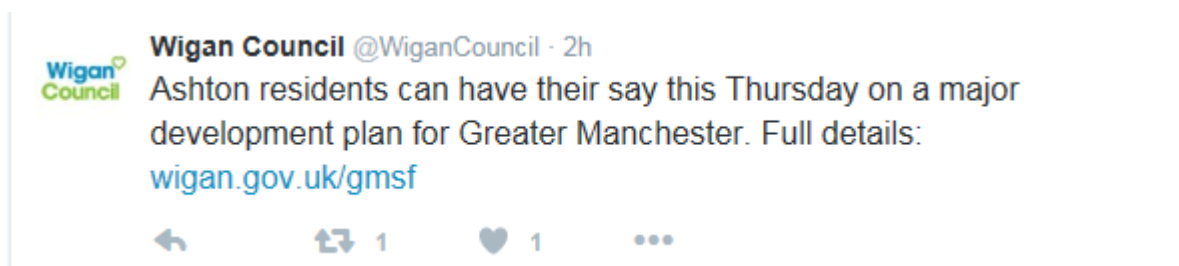 Wigan Council
Wigan Council @WiganCouncil · 2h
Ashton residents can have their say this Thursday on a major
development plan for Greater Manchester. Full details:
wigan.gov.uk/gmsf
1 1